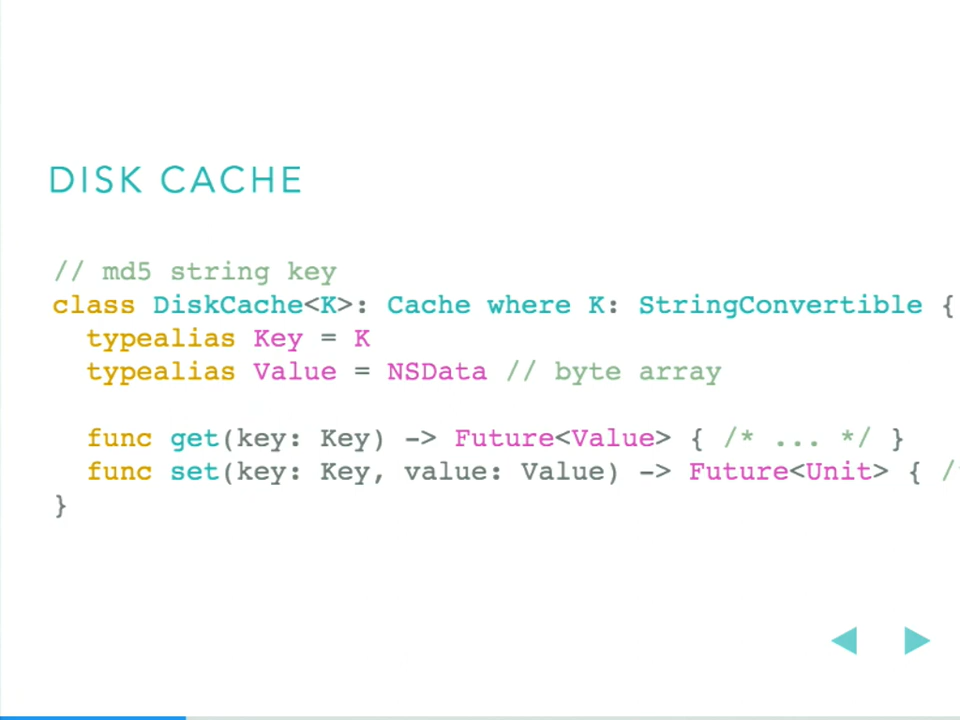 DISK CACHE
// md5 string key
class DiskCache<K>: Cache where K: StringConvertible {
typealias Key = K
typealias Value = NSData // byte array
func get(key: Key) -> Future<Value> { /* ... */ }
func set(key: Key, value: Value) -> Future<Unit> { /
}